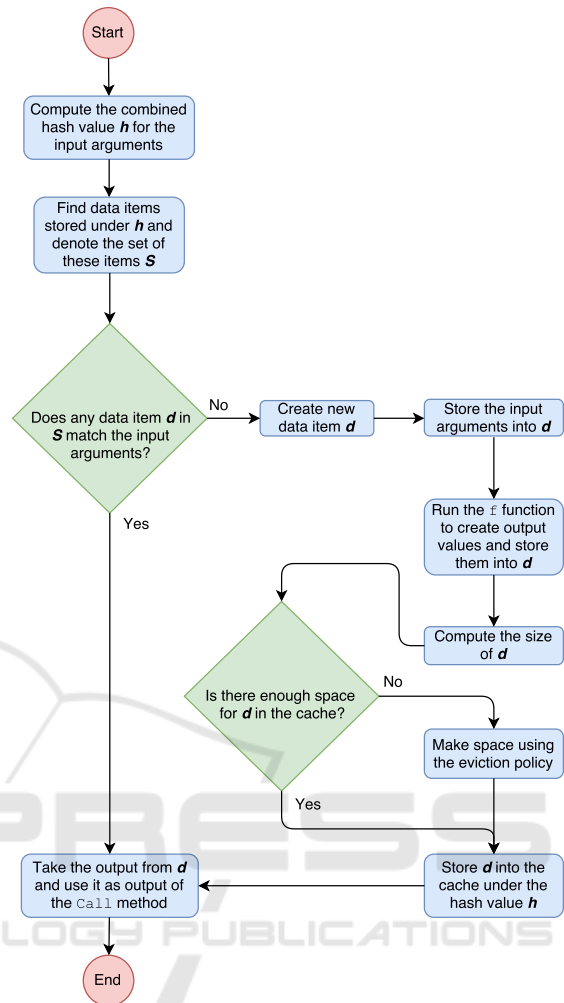 Start
Compute the combined
hash value h for the
input arguments
Find data items
stored under h and
denote the set of
these items S
Does any data item d in
S match the input
arguments?
No
Create new
data item d
Store the input
arguments into d
Yes
Run the f function
to create output
values and store
them into d
Compute the size
of d
Is there enough space
for d in the cache?
No
Make space using
the eviction policy
Yes
Store d into the
cache under the
hash value h
Take the output from d
and use it as output of
the Call method
End
PRESS
LOGY PUBLICATIONS